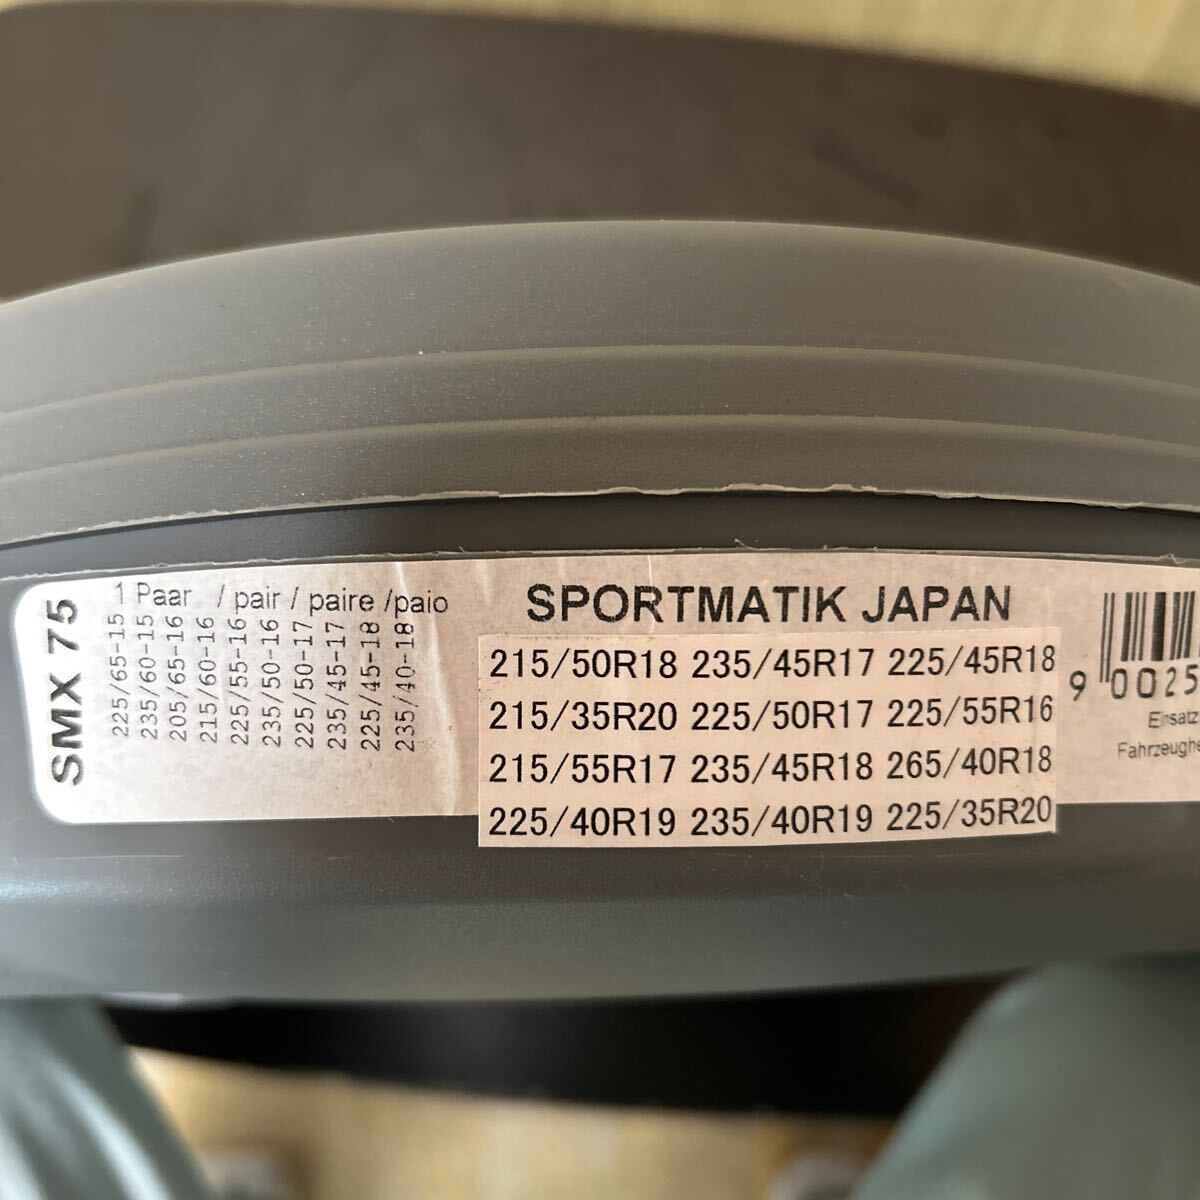 SMX 75
1 Paar / pair / paire /paio
225/65-15
235/60-15
205/65-16
215/60-16
225/55-16
235/50-16
225/50-17
235/45-17
225/45-18
235/40-18
SPORTMATIK JAPAN
215/50R18 235/45R17 225/45R18
215/35R20 225/50R17 225/55R16
215/55R17 235/45R18 265/40R18
225/40R19 235/40R19 225/35R20
9 0025
Einsatz
Fahrzeughe